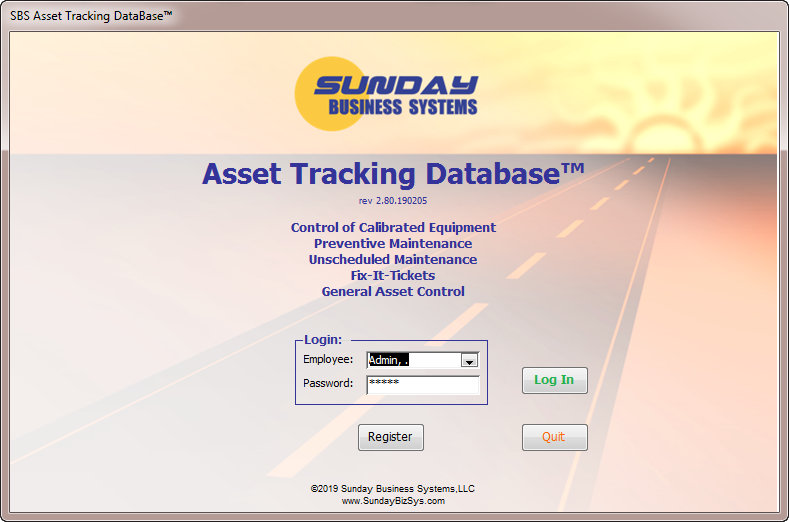 SBS Asset Tracking DataBase™
SUNDAY
BUSINESS SYSTEMS
Asset Tracking Database™
rev 2.80.190205
Control of Calibrated Equipment
Preventive Maintenance
Unscheduled Maintenance
Fix-It-Tickets
General Asset Control
Login:
Employee: Admin,.
Password: *****
Log In
Register
Quit
©2019 Sunday Business Systems,LLC
www.SundayBizSys.com